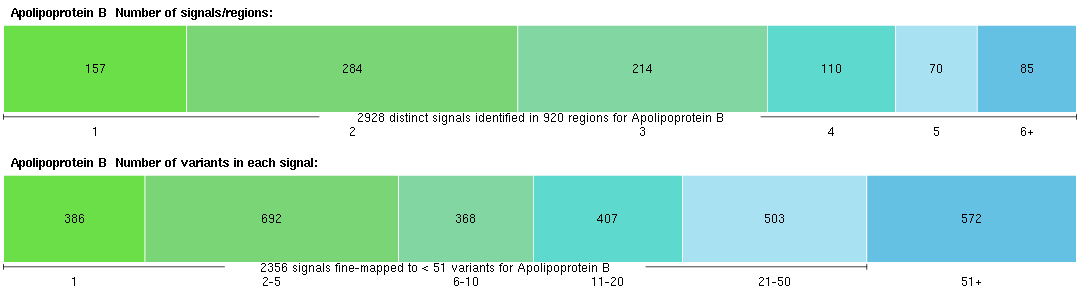 Apolipoprotein B Number of signals/regions:
157 284 214 110 70 85
2928 distinct signals identified in 920 regions for Apolipoprotein B
1 2 3 4 5 6+
Apolipoprotein B Number of variants in each signal:
386 692 368 407 503 572
2356 signals fine-mapped to < 51 variants for Apolipoprotein B
1 2-5 6-10 11-20 21-50 51+